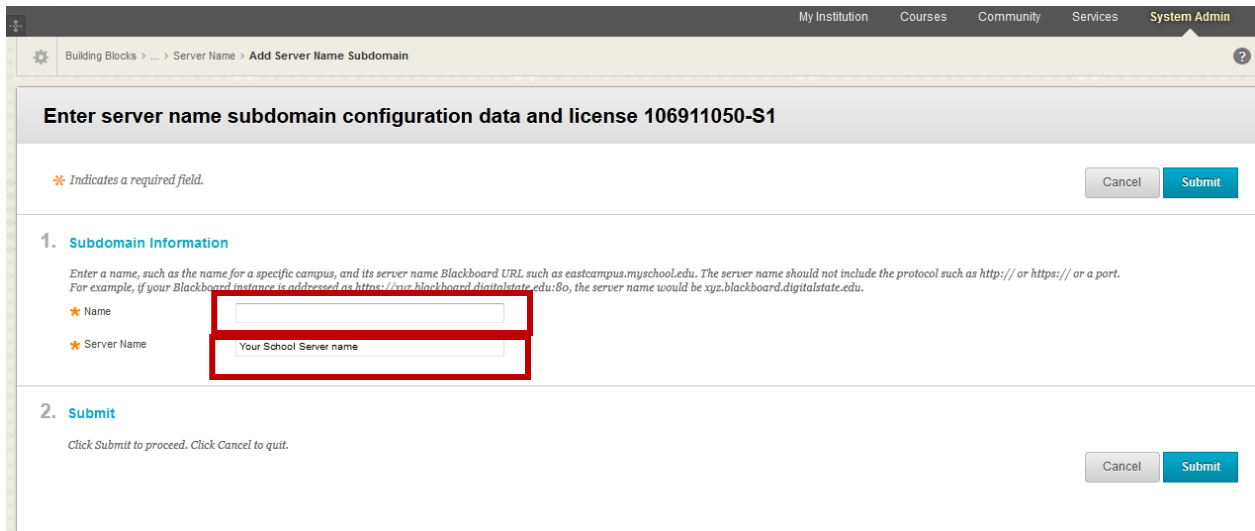 My Institution Courses Community Services System Admin
Building Blocks > ... > Server Name > Add Server Name Subdomain
Enter server name subdomain configuration data and license 106911050-S1
Indicates a required field.
Cancel Submit
1. Subdomain Information
Enter a name, such as the name for a specific campus, and its server name Blackboard URL such as eastcampus.myschool.edu. The server name should not include the protocol such as http:// or https:// or a port.
For example, if your Blackboard instance is addressed as https://xyz.blackboard.digitalstate.edu:80, the server name would be xyz.blackboard.digitalstate.edu.
Name
Server Name Your School Server name
2. Submit
Click Submit to proceed. Click Cancel to quit.
Cancel Submit